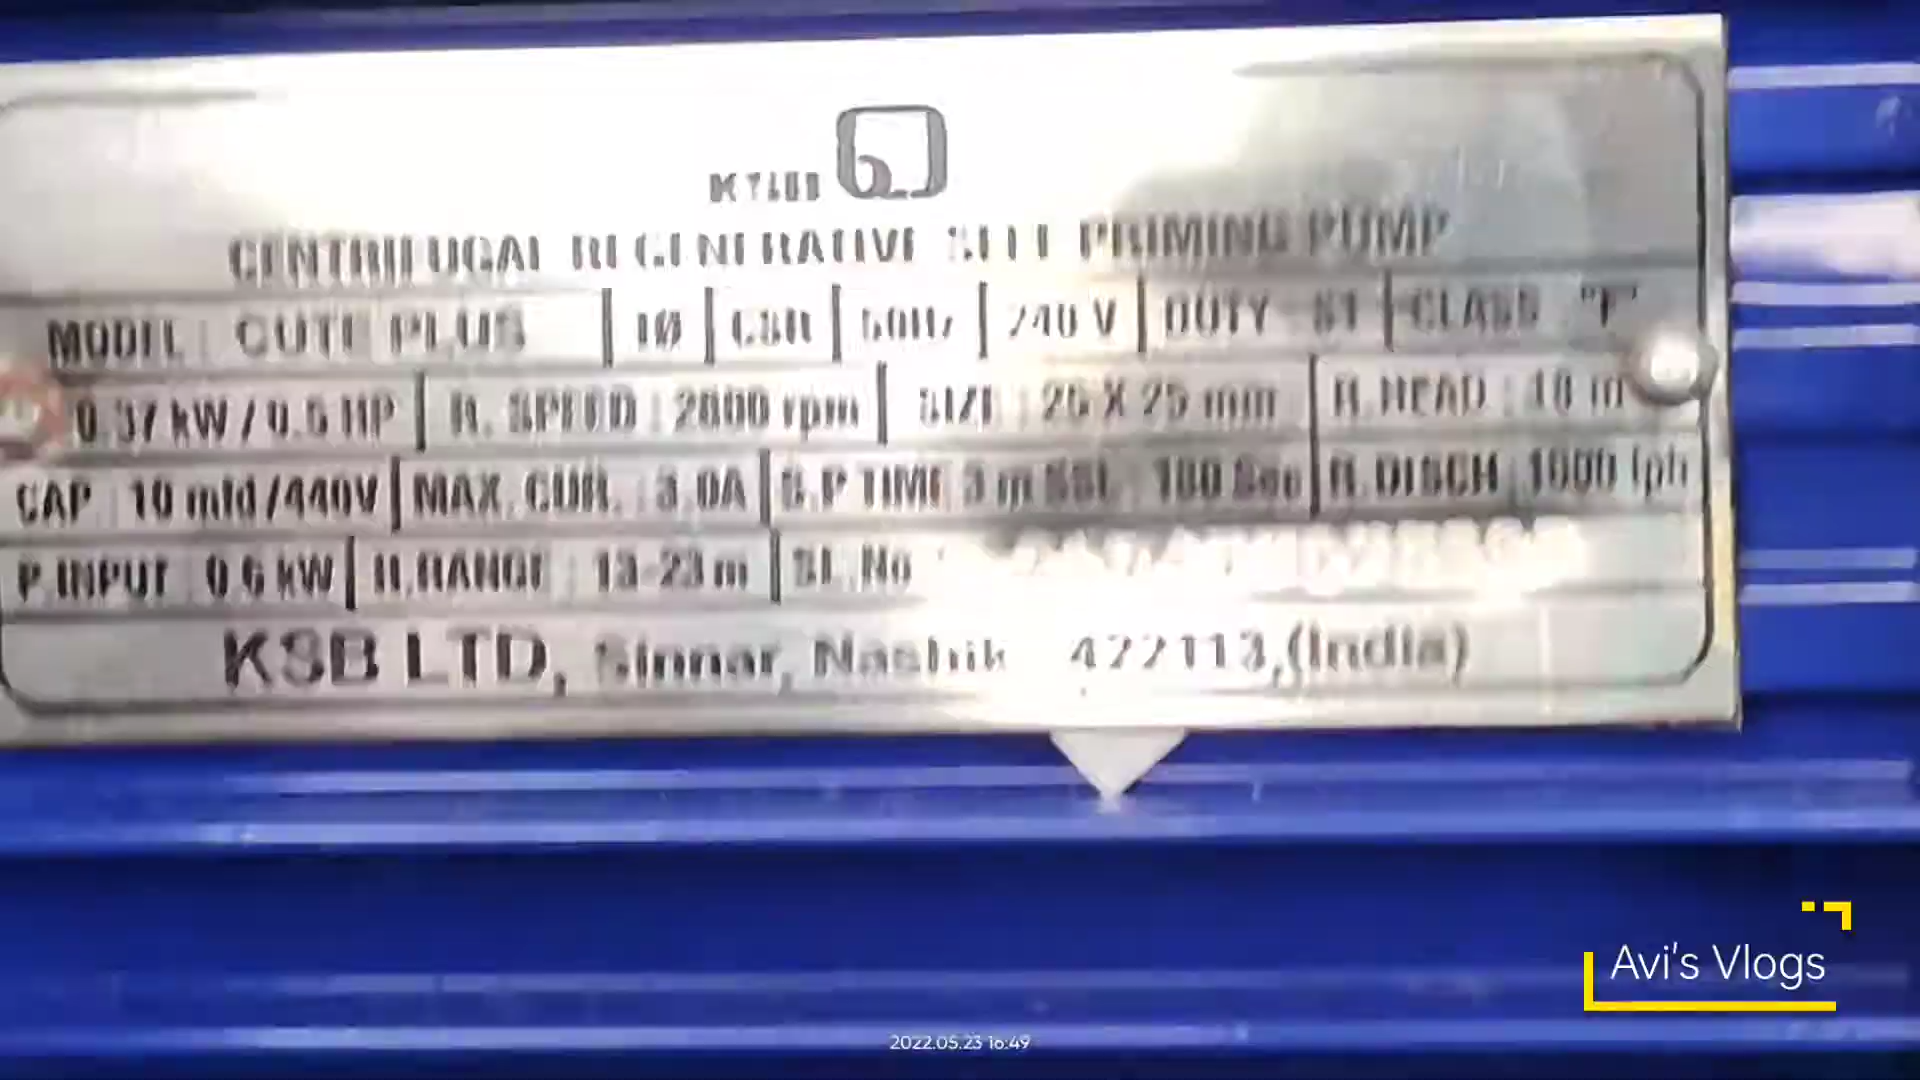 CENTRIFUGAL REGENERATIVE SELF PRIMING PUMP
MODEL : CUTE PLUS | 1Ø | CSR | 50Hz | 240 V | DUTY : S1 | CLASS : "F"
0.37 kW / 0.5 HP | R. SPEED : 2800 rpm | SIZE : 25 X 25 mm | R.HEAD : 18 m
CAP : 10 mfd /440V | MAX. CUR. : 3.0A | S.P TIME 3 m SSL : 180 Sec | R.DISCH : 1600 lph
P.INPUT : 0.6 kW | H.RANGE : 13-23 m | SL.No :
KSB LTD, Sinnar, Nashik 422113,(India)
Avi's Vlogs
2022.05.23 16:49